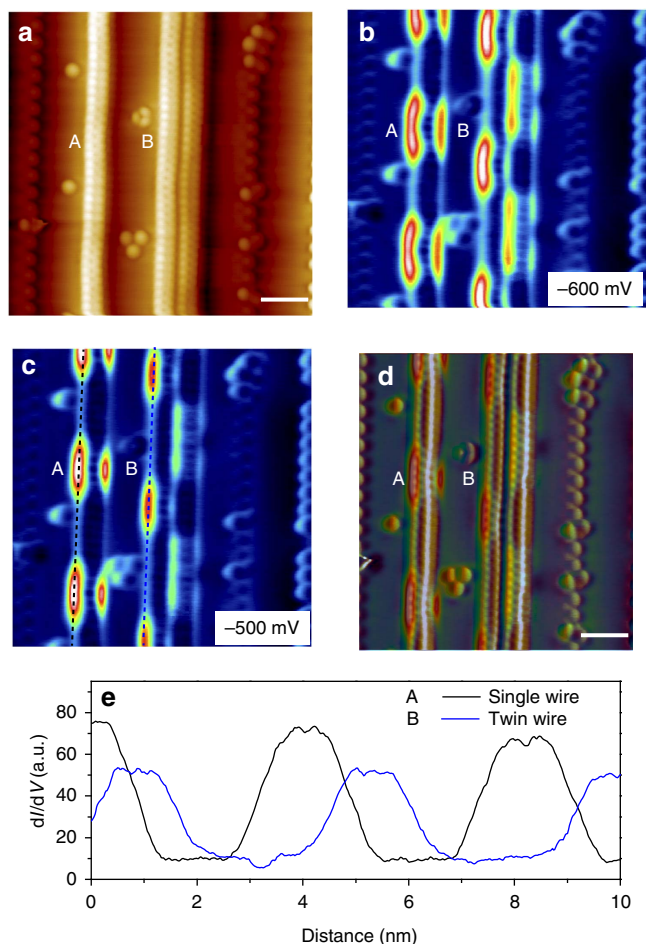 a
A
B
b
A
B
–600 mV
c
A
B
–500 mV
d
A
B
e
A Single wire
B Twin wire
80
60
40
20
0
dI/dV (a.u.)
0 2 4 6 8 10
Distance (nm)